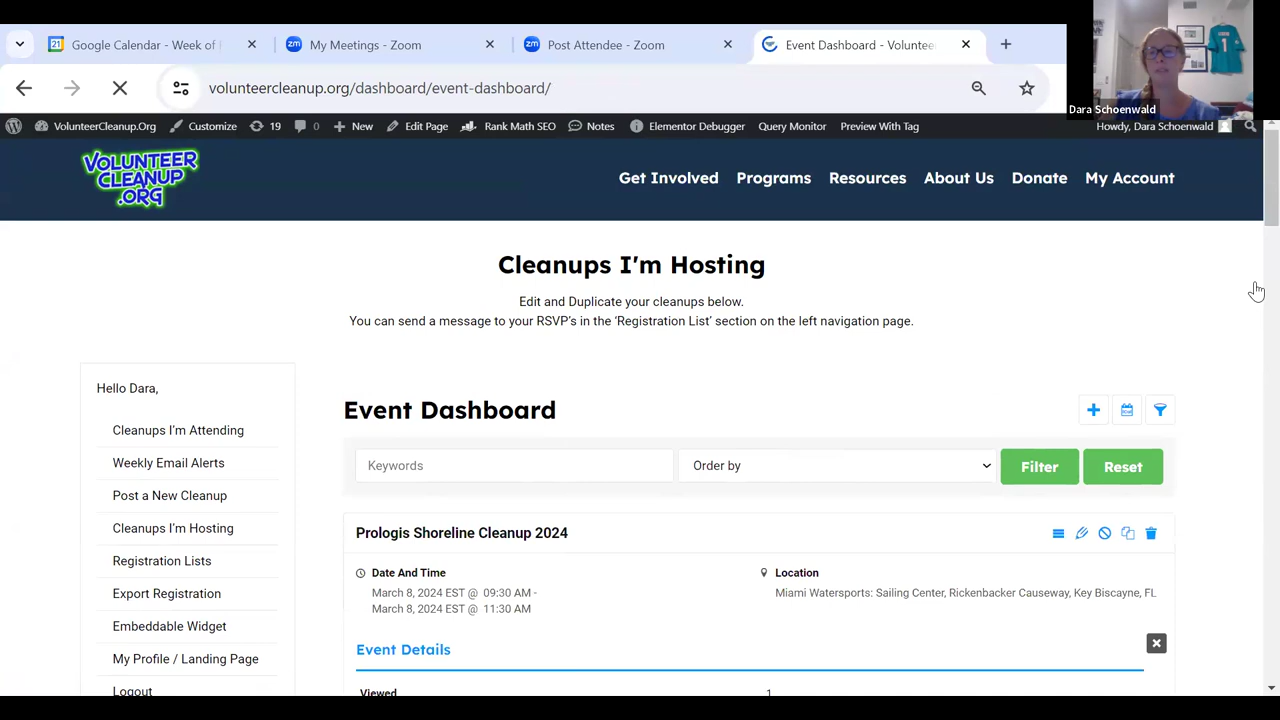 Google Calendar - Week of
My Meetings - Zoom
Post Attendee - Zoom
Event Dashboard - Voluntee
volunteercleanup.org/dashboard/event-dashboard/
Dara Schoenwald
VolunteerCleanup.Org
Customize
19
0
New
Edit Page
Rank Math SEO
Notes
Elementor Debugger
Query Monitor
Preview With Tag
Howdy, Dara Schoenwald
VOLUNTEER
CLEANUP
.ORG
Get Involved
Programs
Resources
About Us
Donate
My Account
Cleanups I'm Hosting
Edit and Duplicate your cleanups below.
You can send a message to your RSVP's in the 'Registration List' section on the left navigation page.
Hello Dara,
Cleanups I'm Attending
Weekly Email Alerts
Post a New Cleanup
Cleanups I'm Hosting
Registration Lists
Export Registration
Embeddable Widget
My Profile / Landing Page
Logout
Event Dashboard
Keywords
Order by
Filter
Reset
Prologis Shoreline Cleanup 2024
Date And Time
March 8, 2024 EST @ 09:30 AM -
March 8, 2024 EST @ 11:30 AM
Location
Miami Watersports: Sailing Center, Rickenbacker Causeway, Key Biscayne, FL
Event Details
Viewed
1